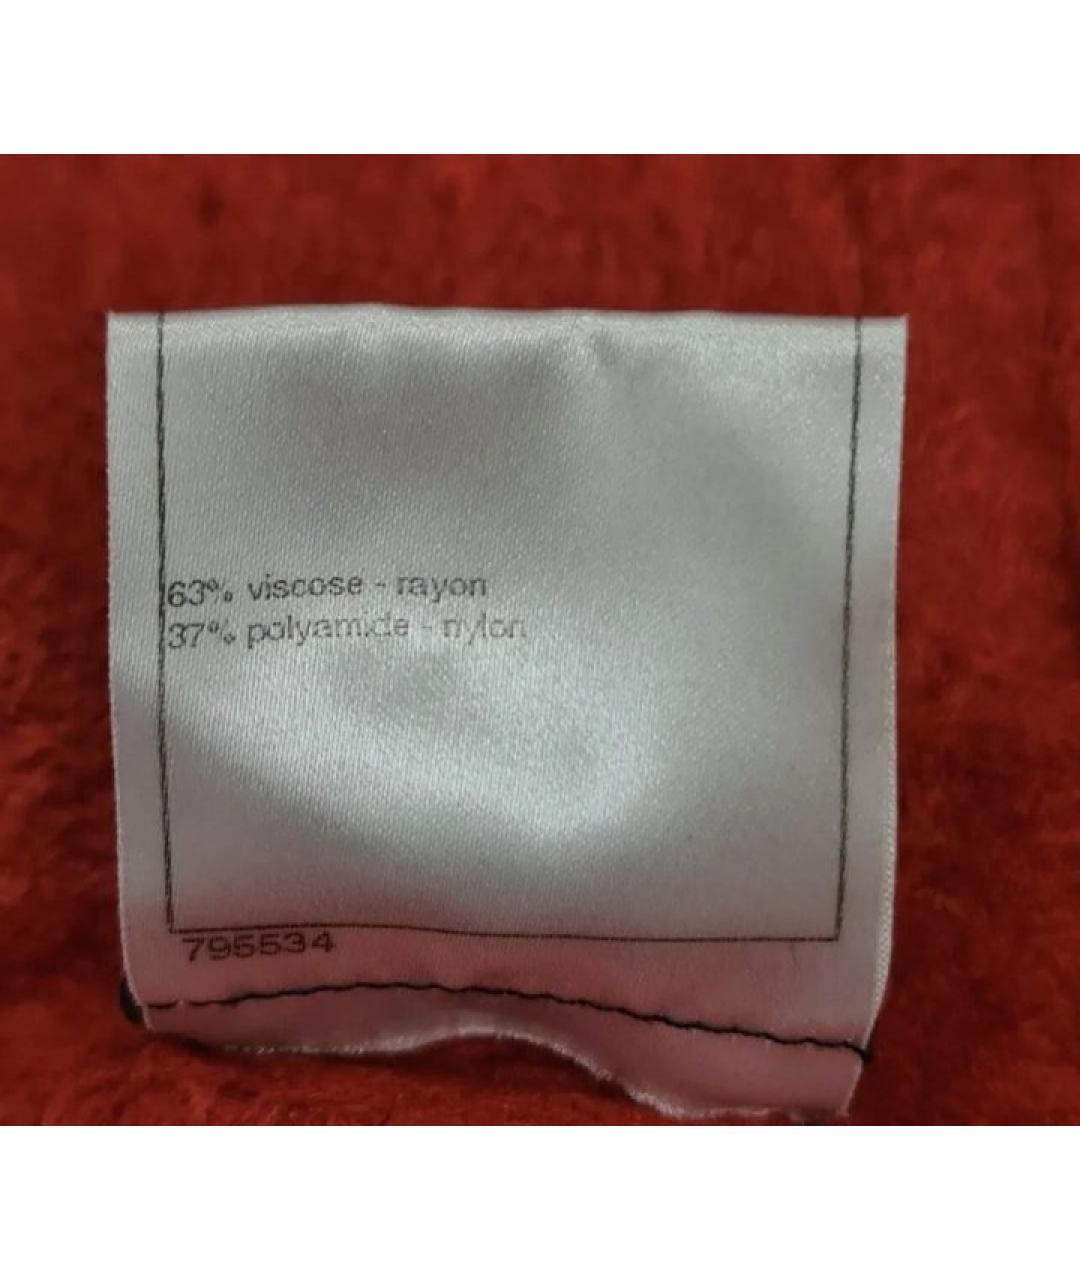 63% viscose - rayon
37% polyamide - nylon
795534